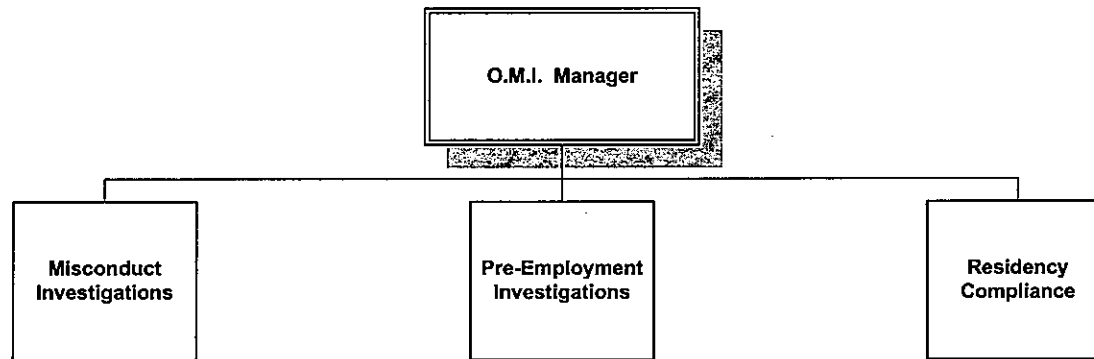 O.M.I. Manager
Misconduct
Investigations
Pre-Employment
Investigations
Residency
Compliance